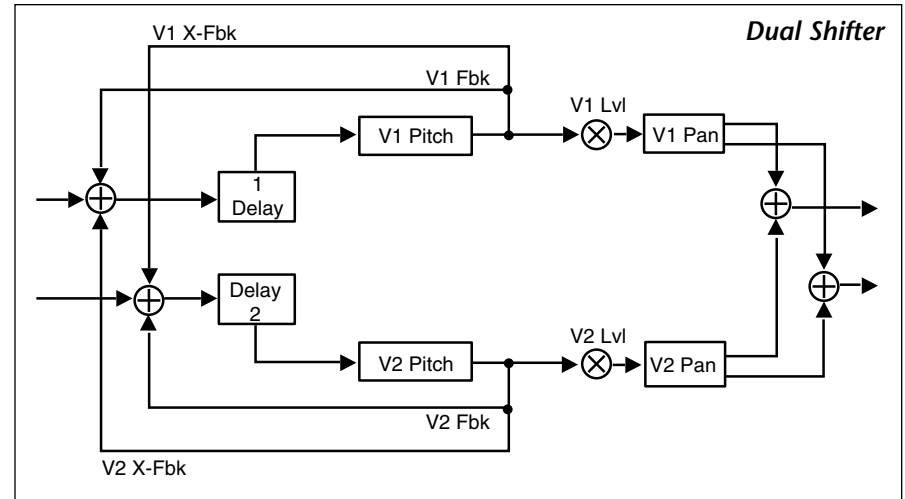 Dual Shifter
V1 X-Fbk
V1 Fbk
V1 Lvl
V1 Pitch
V1 Pan
1
Delay
Delay
2
V2 Lvl
V2 Pitch
V2 Pan
V2 Fbk
V2 X-Fbk